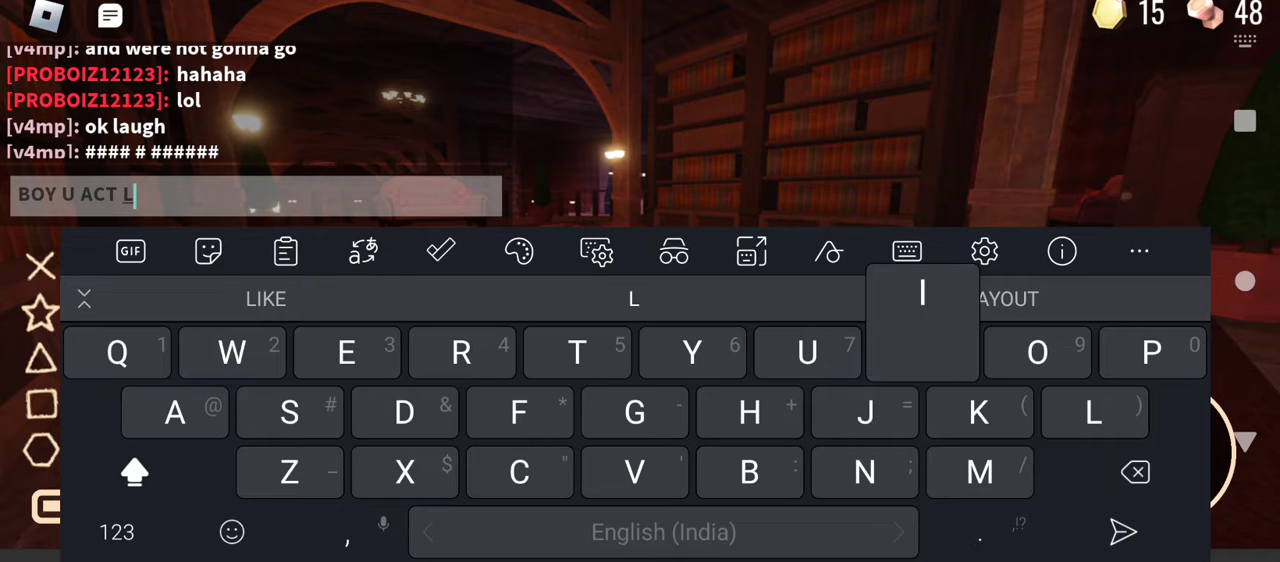 15 48
[v4mp]: and were not gonna go
[PROBOIZ12123]: hahaha
[PROBOIZ12123]: lol
[v4mp]: ok laugh
[v4mp]: #### # ######
BOY U ACT L
GIF
LIKE L AYOUT
I
Q 1 W 2 E 3 R 4 T 5 Y 6 U 7 O 9 P 0
A @ S # D & F * G - H + J = K ( L )
Z _ X $ C " V ' B : N ; M /
123 , English (India) . ,!?